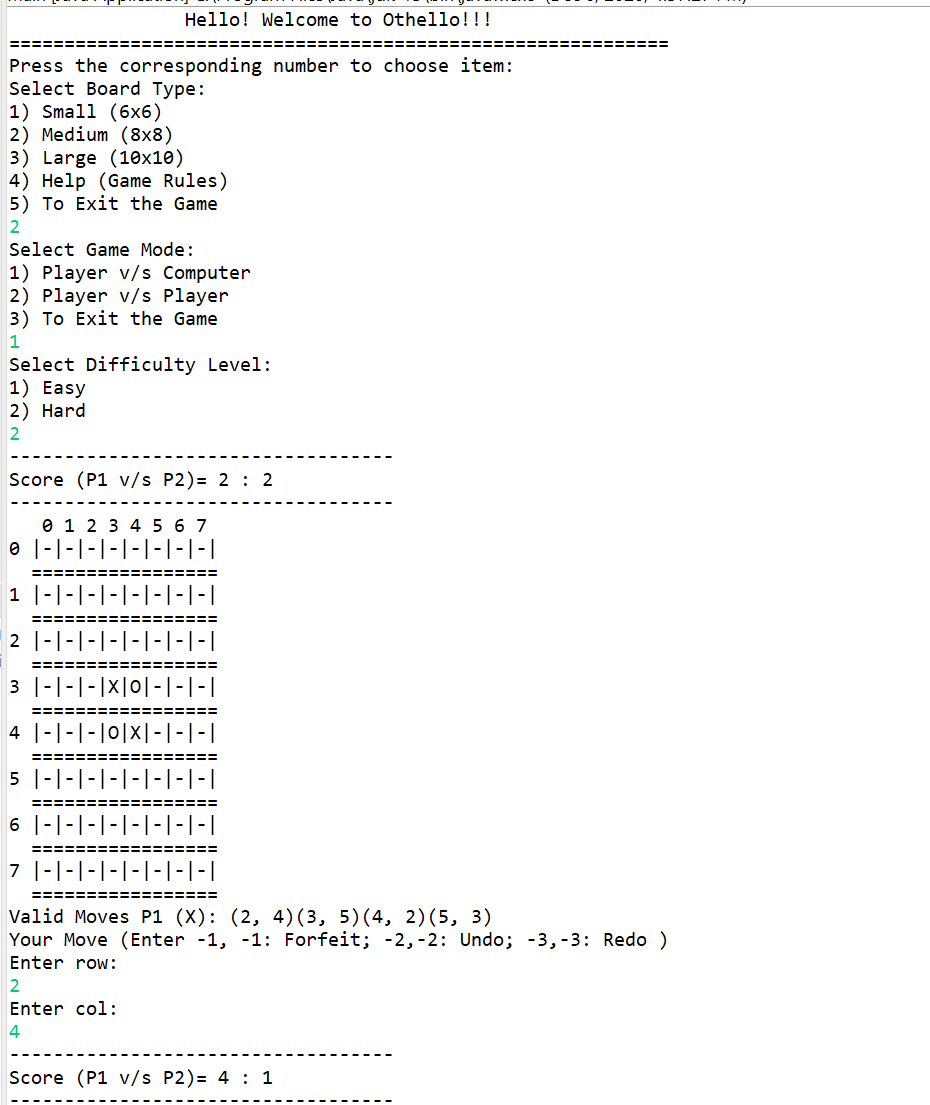 Hello! Welcome to Othello!!!
============================================================
Press the corresponding number to choose item:
Select Board Type:
1) Small (6x6)
2) Medium (8x8)
3) Large (10x10)
4) Help (Game Rules)
5) To Exit the Game
2
Select Game Mode:
1) Player v/s Computer
2) Player v/s Player
3) To Exit the Game
1
Select Difficulty Level:
1) Easy
2) Hard
2
-----------------------------------
Score (P1 v/s P2)= 2 : 2
-----------------------------------
   0 1 2 3 4 5 6 7
0 |-|-|-|-|-|-|-|-|
  =================
1 |-|-|-|-|-|-|-|-|
  =================
2 |-|-|-|-|-|-|-|-|
  =================
3 |-|-|-|X|O|-|-|-|
  =================
4 |-|-|-|O|X|-|-|-|
  =================
5 |-|-|-|-|-|-|-|-|
  =================
6 |-|-|-|-|-|-|-|-|
  =================
7 |-|-|-|-|-|-|-|-|
  =================
Valid Moves P1 (X): (2, 4)(3, 5)(4, 2)(5, 3)
Your Move (Enter -1, -1: Forfeit; -2,-2: Undo; -3,-3: Redo )
Enter row:
2
Enter col:
4
-----------------------------------
Score (P1 v/s P2)= 4 : 1
-----------------------------------